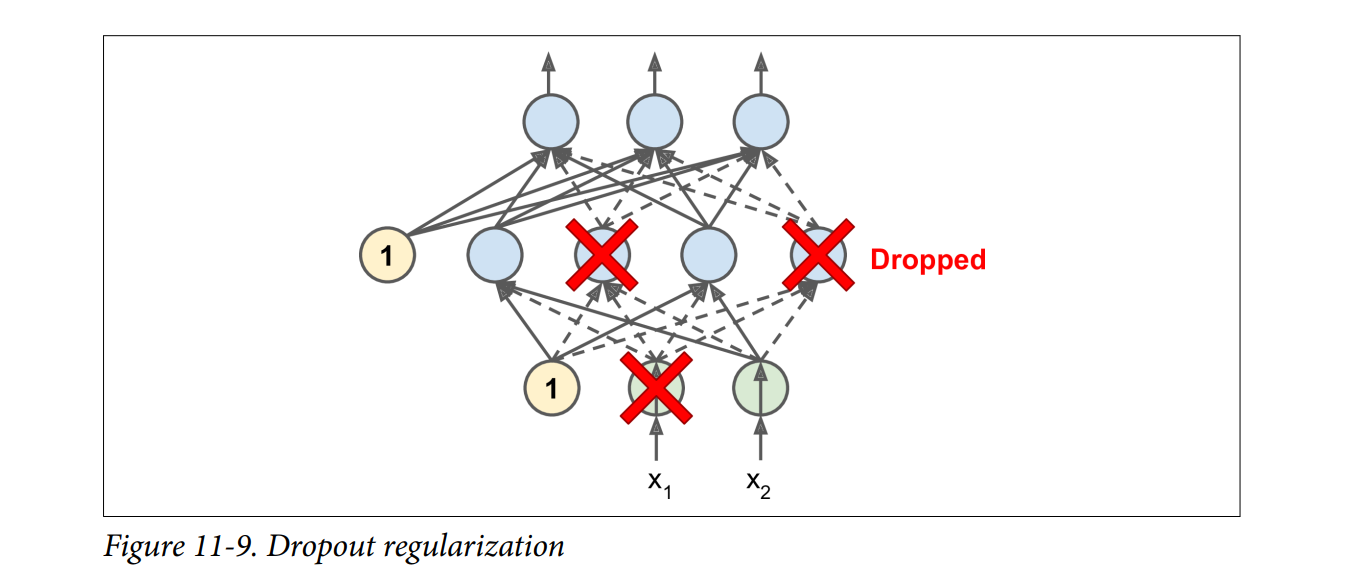 1
Dropped
1
x1
x2
Figure 11-9. Dropout regularization